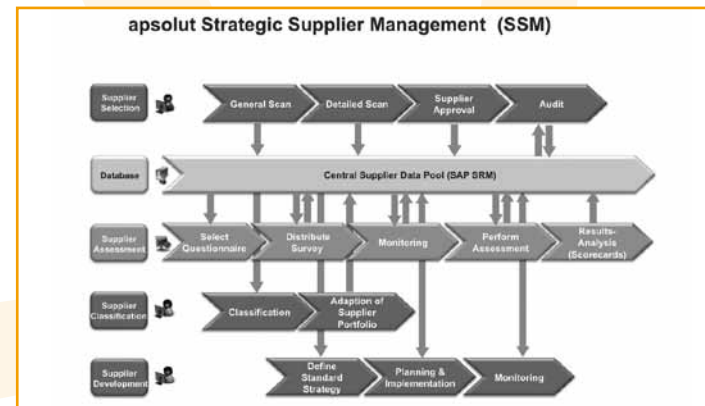 apsolut Strategic Supplier Management (SSM)
Supplier
Selection
General Scan
Detailed Scan
Supplier
Approval
Audit
Database
Central Supplier Data Pool (SAP SRM)
Supplier
Assessment
Select
Questionnaire
Distribute
Survey
Monitoring
Perform
Assessment
Results-
Analysis
(Scorecards)
Supplier
Classification
Classification
Adaption of
Supplier
Portfolio
Supplier
Development
Define
Standard
Strategy
Planning &
Implementation
Monitoring